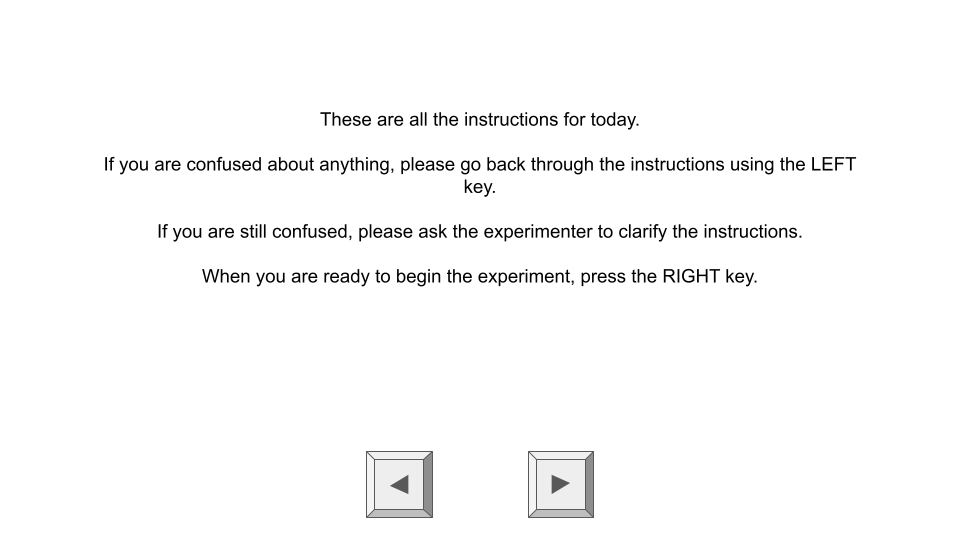 These are all the instructions for today.
If you are confused about anything, please go back through the instructions using the LEFT
key.
If you are still confused, please ask the experimenter to clarify the instructions.
When you are ready to begin the experiment, press the RIGHT key.